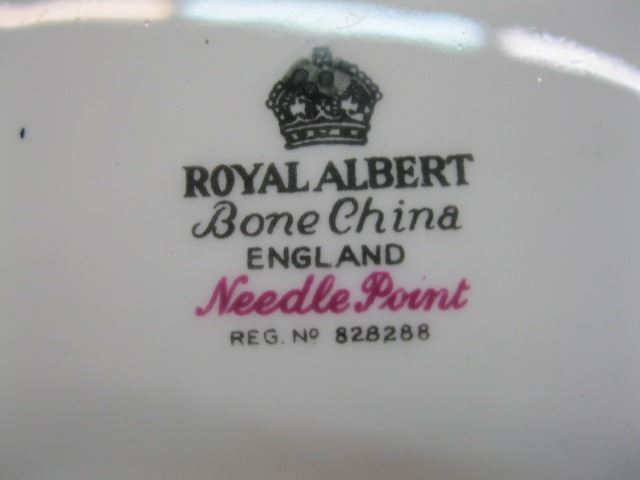 ROYAL ALBERT
Bone China
ENGLAND
Needle Point
REG. Nº 828288